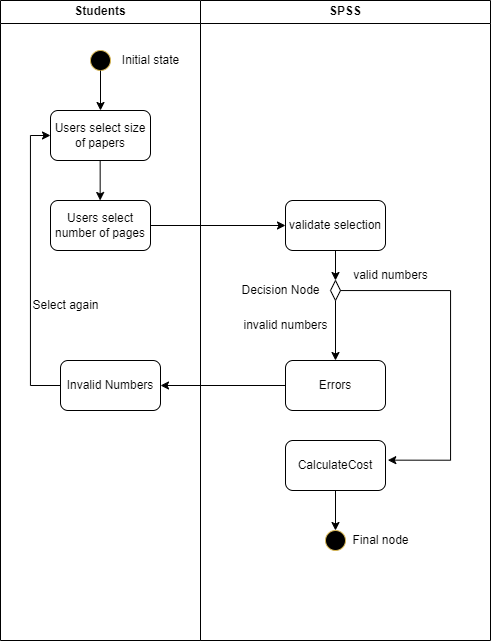 Students
SPSS
Initial state
Users select size
of papers
Users select
number of pages
validate selection
valid numbers
Decision Node
Select again
invalid numbers
Invalid Numbers
Errors
CalculateCost
Final node